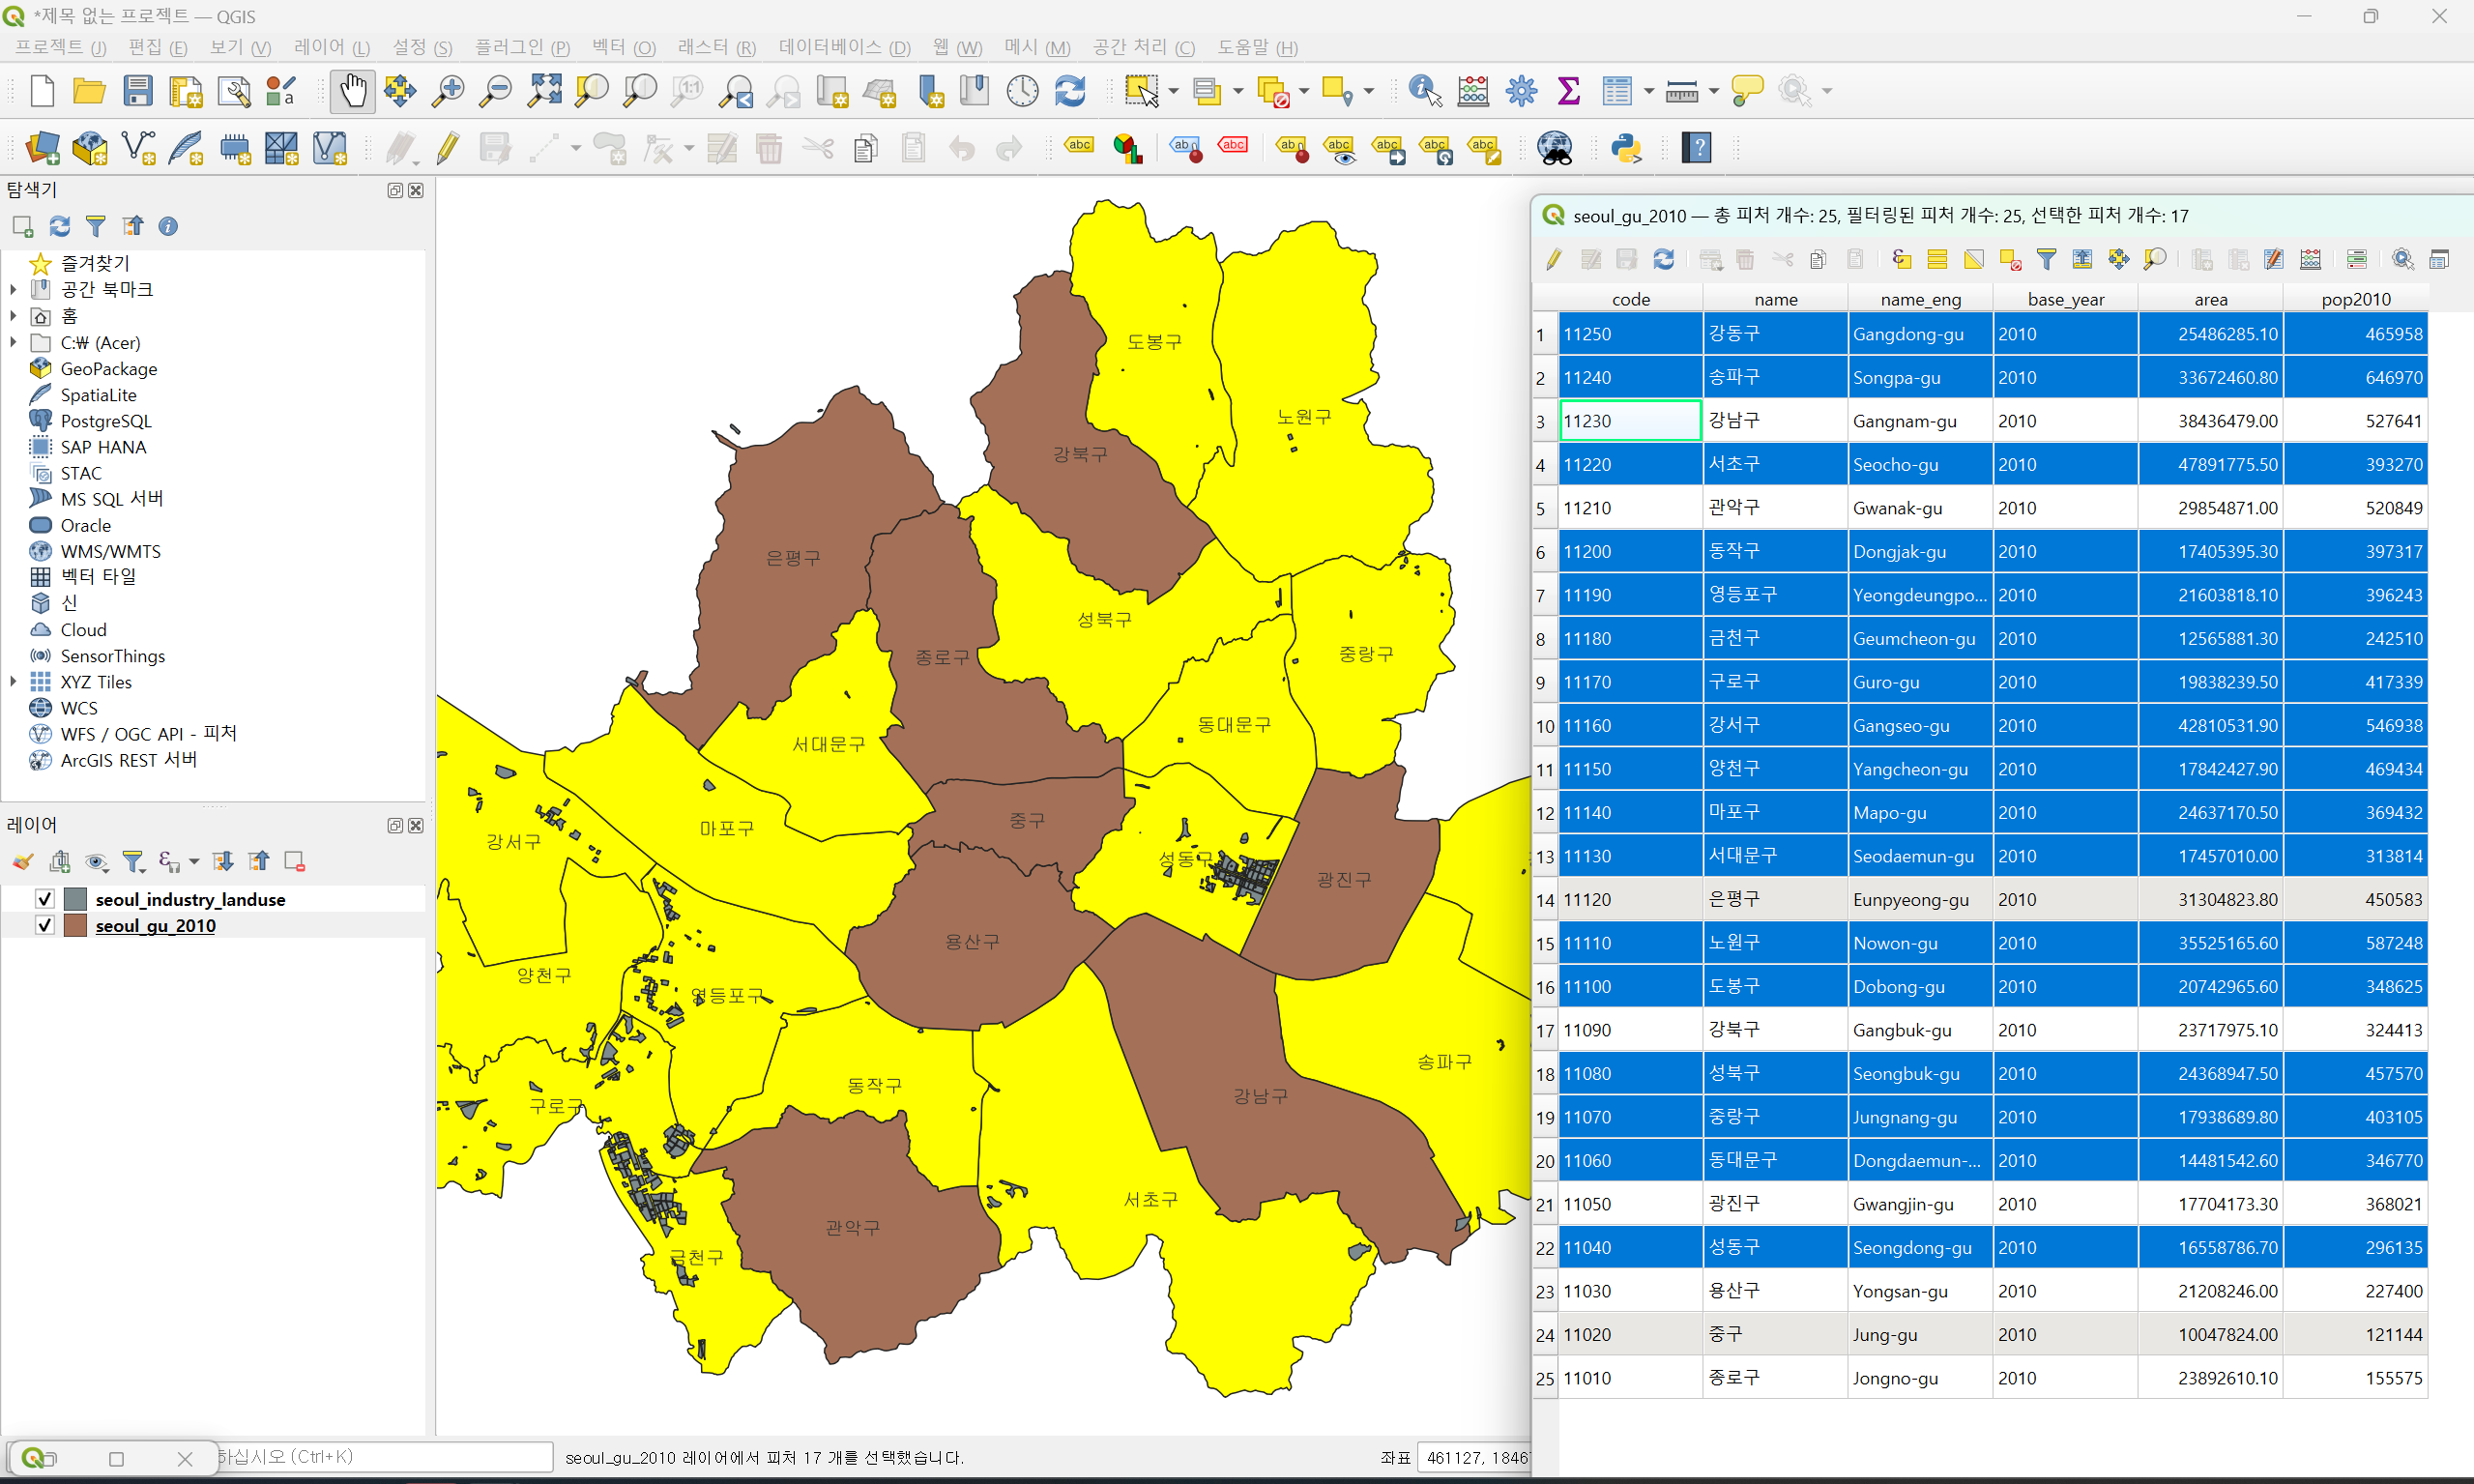 *제목 없는 프로젝트 — QGIS
프로젝트 (J) 편집 (E) 보기 (V) 레이어 (L) 설정 (S) 플러그인 (P) 벡터 (O) 래스터 (R) 데이터베이스 (D) 웹 (W) 메시 (M) 공간 처리 (C) 도움말 (H)
탐색기
즐겨찾기
공간 북마크
홈
C:₩ (Acer)
GeoPackage
SpatiaLite
PostgreSQL
SAP HANA
STAC
MS SQL 서버
Oracle
WMS/WMTS
벡터 타일
신
Cloud
SensorThings
XYZ Tiles
WCS
WFS / OGC API - 피처
ArcGIS REST 서버
레이어
seoul_industry_landuse
seoul_gu_2010
도봉구
노원구
강북구
은평구
성북구
종로구
중랑구
동대문구
서대문구
중구
마포구
강서구
성동구
광진구
용산구
양천구
영등포구
송파구
동작구
강남구
구로구
서초구
관악구
금천구
seoul_gu_2010 — 총 피처 개수: 25, 필터링된 피처 개수: 25, 선택한 피처 개수: 17
code name name_eng base_year area pop2010
1 11250 강동구 Gangdong-gu 2010 25486285.10 465958
2 11240 송파구 Songpa-gu 2010 33672460.80 646970
3 11230 강남구 Gangnam-gu 2010 38436479.00 527641
4 11220 서초구 Seocho-gu 2010 47891775.50 393270
5 11210 관악구 Gwanak-gu 2010 29854871.00 520849
6 11200 동작구 Dongjak-gu 2010 17405395.30 397317
7 11190 영등포구 Yeongdeungpo... 2010 21603818.10 396243
8 11180 금천구 Geumcheon-gu 2010 12565881.30 242510
9 11170 구로구 Guro-gu 2010 19838239.50 417339
10 11160 강서구 Gangseo-gu 2010 42810531.90 546938
11 11150 양천구 Yangcheon-gu 2010 17842427.90 469434
12 11140 마포구 Mapo-gu 2010 24637170.50 369432
13 11130 서대문구 Seodaemun-gu 2010 17457010.00 313814
14 11120 은평구 Eunpyeong-gu 2010 31304823.80 450583
15 11110 노원구 Nowon-gu 2010 35525165.60 587248
16 11100 도봉구 Dobong-gu 2010 20742965.60 348625
17 11090 강북구 Gangbuk-gu 2010 23717975.10 324413
18 11080 성북구 Seongbuk-gu 2010 24368947.50 457570
19 11070 중랑구 Jungnang-gu 2010 17938689.80 403105
20 11060 동대문구 Dongdaemun-... 2010 14481542.60 346770
21 11050 광진구 Gwangjin-gu 2010 17704173.30 368021
22 11040 성동구 Seongdong-gu 2010 16558786.70 296135
23 11030 용산구 Yongsan-gu 2010 21208246.00 227400
24 11020 중구 Jung-gu 2010 10047824.00 121144
25 11010 종로구 Jongno-gu 2010 23892610.10 155575
하십시오 (Ctrl+K) seoul_gu_2010 레이어에서 피처 17 개를 선택했습니다. 좌표 461127, 1846